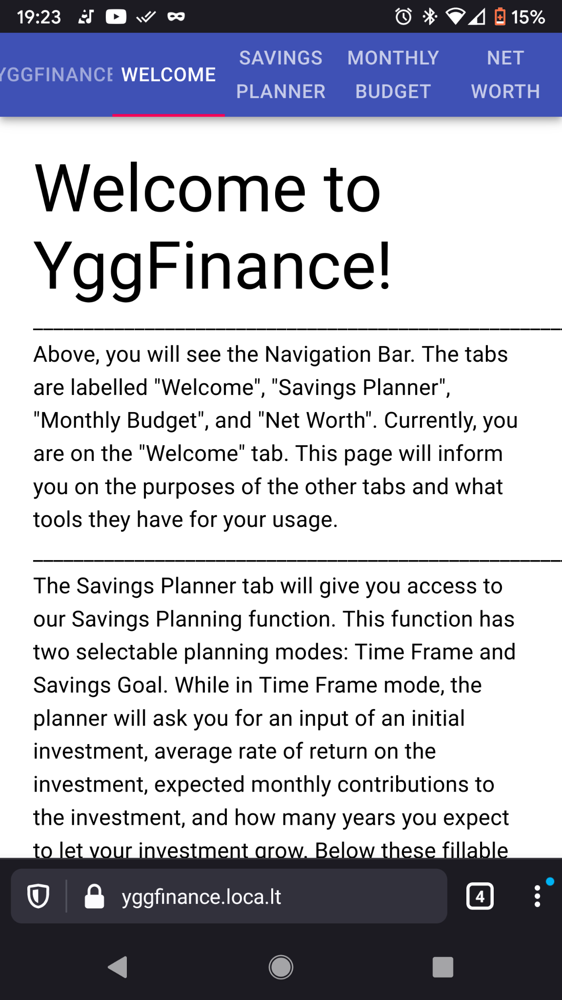 19:23 15%
YGGFINANCE WELCOME SAVINGS PLANNER MONTHLY BUDGET NET WORTH
Welcome to
YggFinance!
Above, you will see the Navigation Bar. The tabs
are labelled "Welcome", "Savings Planner",
"Monthly Budget", and "Net Worth". Currently, you
are on the "Welcome" tab. This page will inform
you on the purposes of the other tabs and what
tools they have for your usage.
The Savings Planner tab will give you access to
our Savings Planning function. This function has
two selectable planning modes: Time Frame and
Savings Goal. While in Time Frame mode, the
planner will ask you for an input of an initial
investment, average rate of return on the
investment, expected monthly contributions to
the investment, and how many years you expect
to let your investment grow. Below these fillable
yggfinance.loca.lt 4